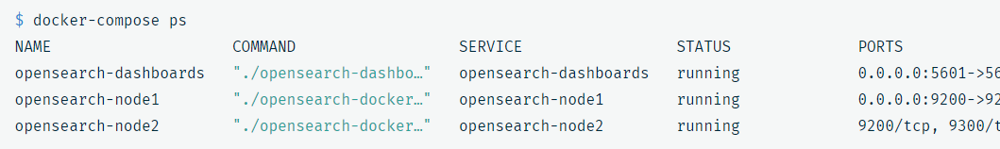 $ docker-compose ps
NAME COMMAND SERVICE STATUS PORTS
opensearch-dashboards "./opensearch-dashbo…" opensearch-dashboards running 0.0.0.0:5601->56
opensearch-node1 "./opensearch-docker…" opensearch-node1 running 0.0.0.0:9200->92
opensearch-node2 "./opensearch-docker…" opensearch-node2 running 9200/tcp, 9300/t